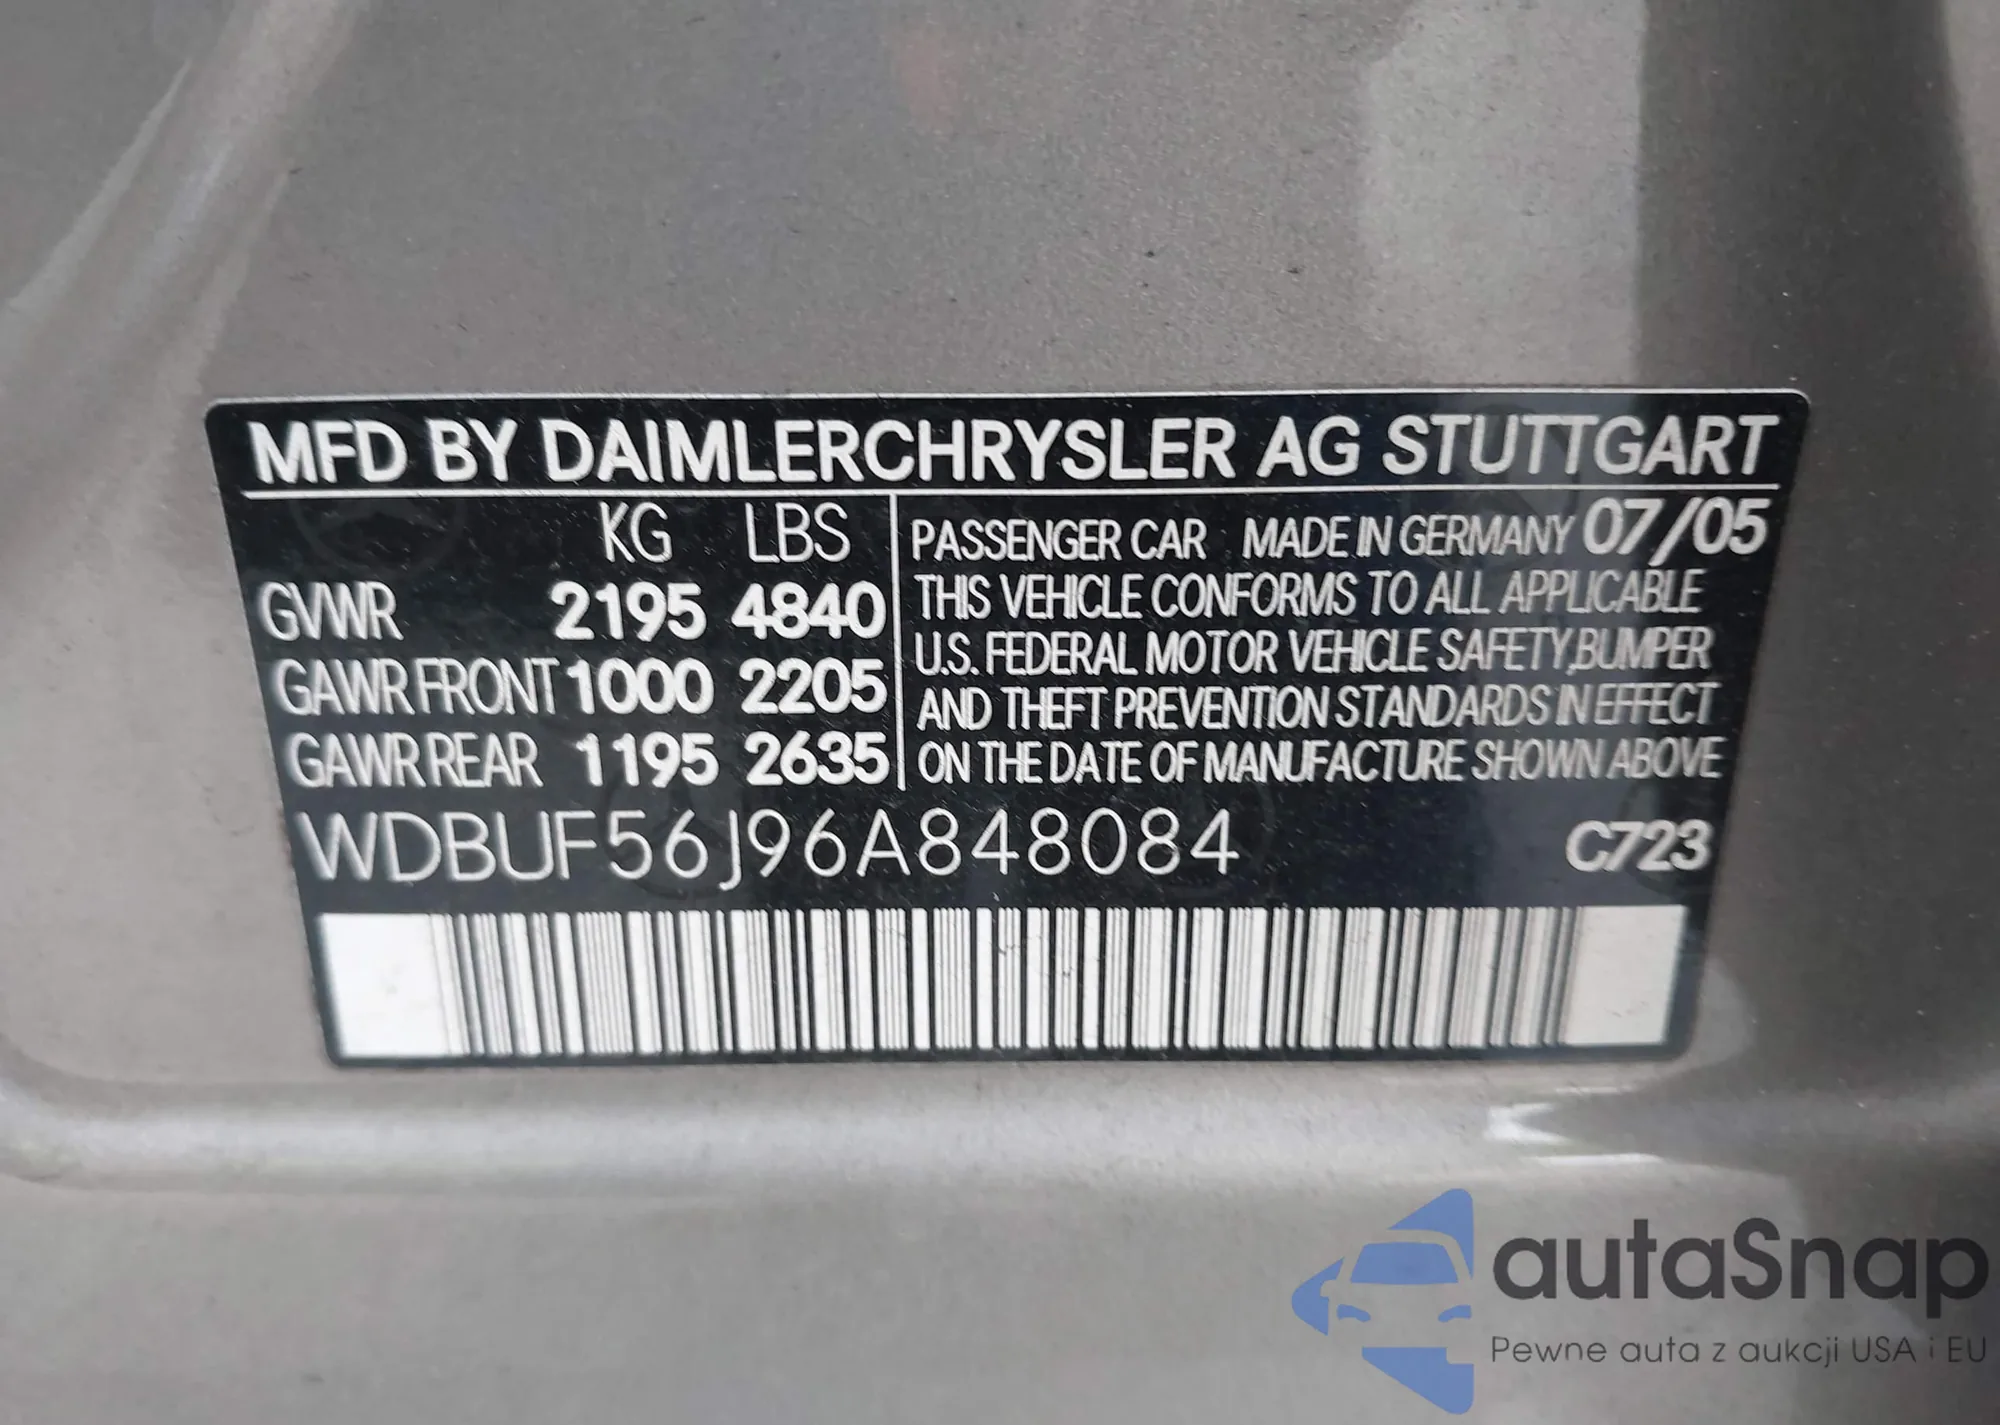 MFD BY DAIMLERCHRYSLER AG STUTTGART
KG LBS
GVWR 2195 4840
GAWR FRONT 1000 2205
GAWR REAR 1195 2635
PASSENGER CAR MADE IN GERMANY 07/05
THIS VEHICLE CONFORMS TO ALL APPLICABLE
U.S. FEDERAL MOTOR VEHICLE SAFETY,BUMPER
AND THEFT PREVENTION STANDARDS IN EFFECT
ON THE DATE OF MANUFACTURE SHOWN ABOVE
WDBUF56J96A848084 C723
autaSnap
Pewne auta z aukcji USA i EU